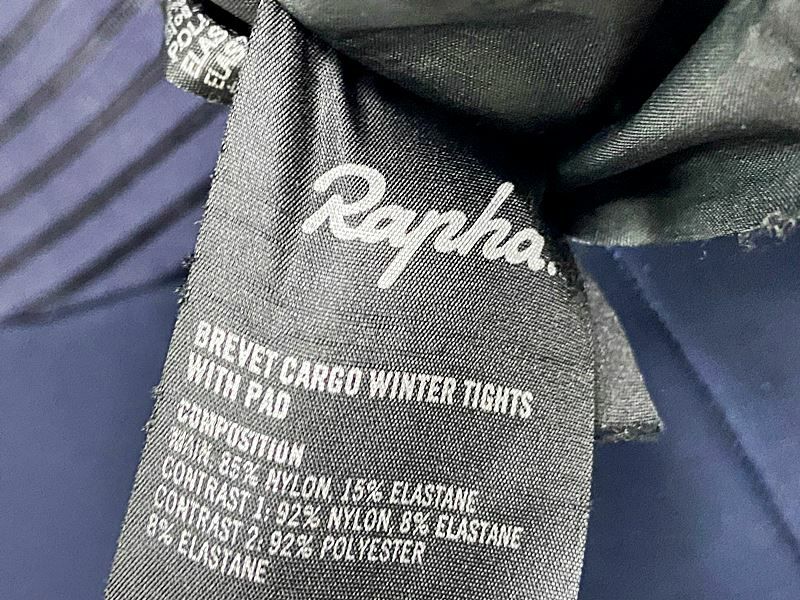 Rapha.
BREVET CARGO WINTER TIGHTS
WITH PAD
COMPOSITION
MAIN, 85% NYLON, 15% ELASTANE
CONTRAST 1: 92% NYLON, 8% ELASTANE
CONTRAST 2: 92% POLYESTER
8% ELASTANE